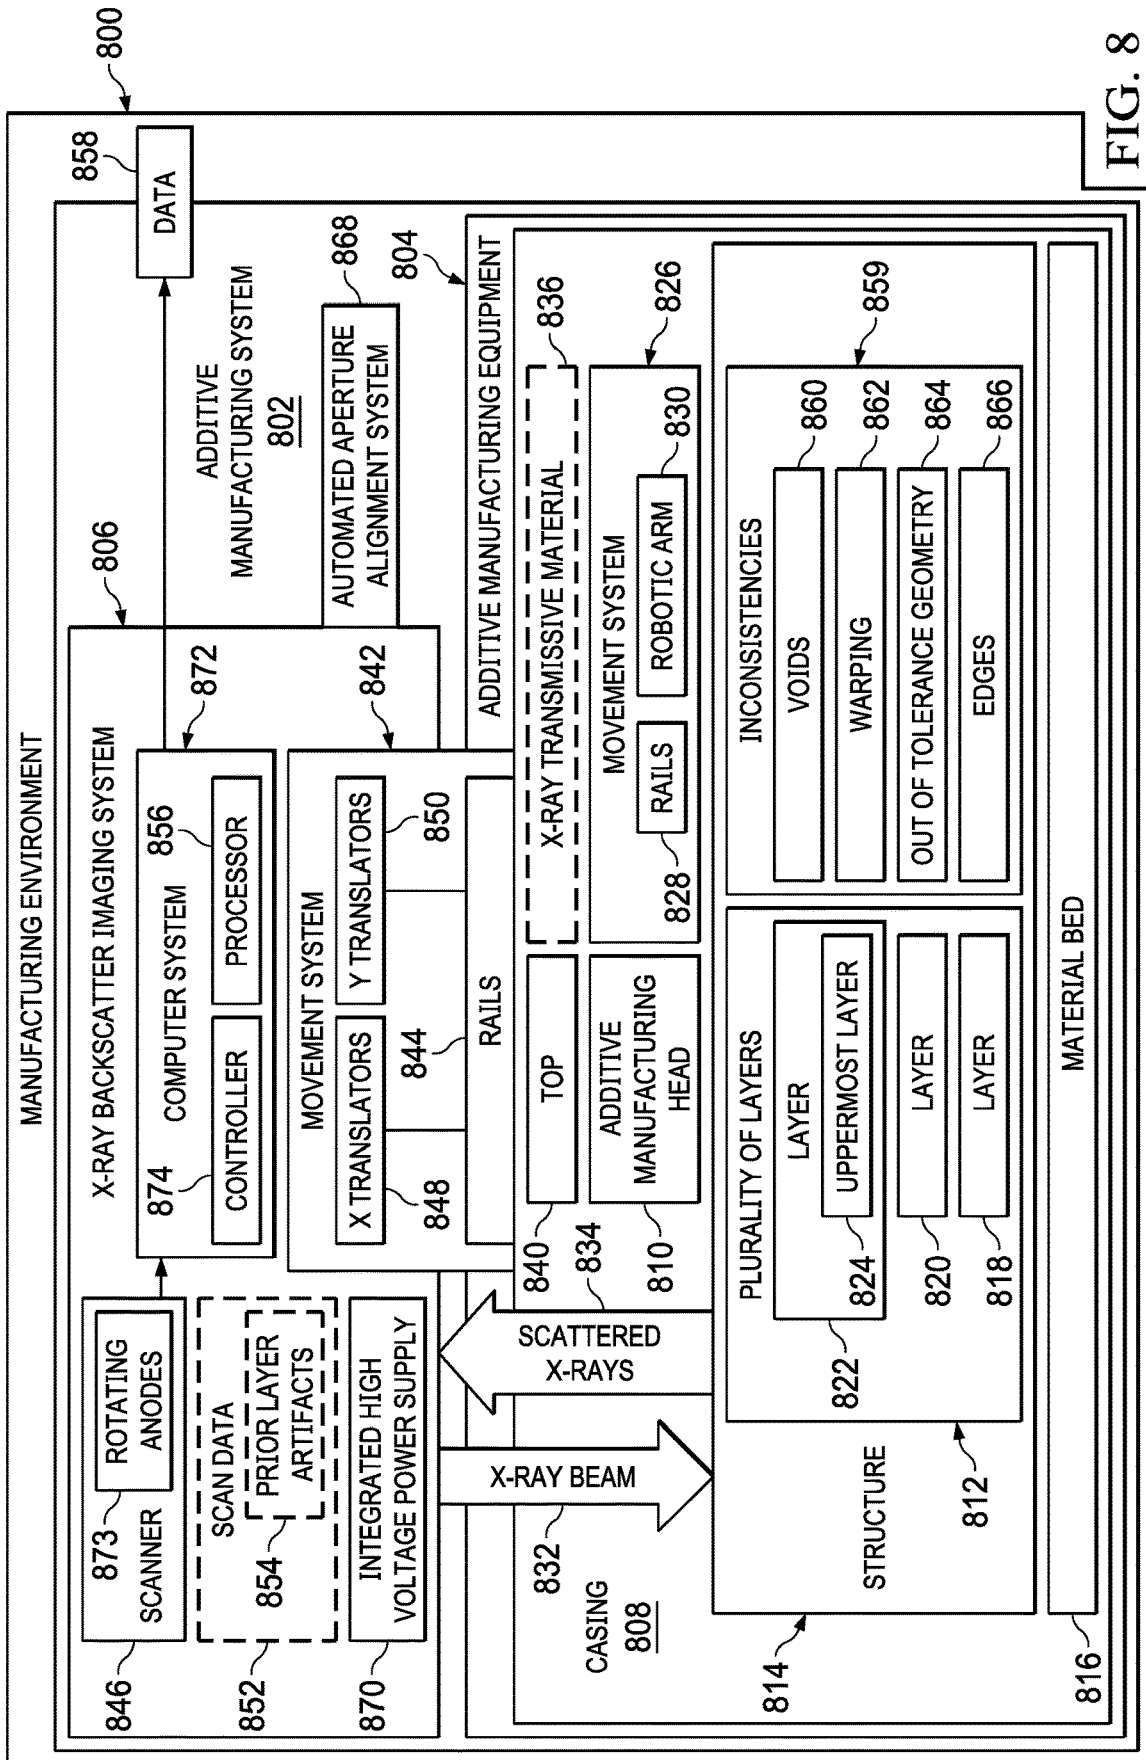 MANUFACTURING ENVIRONMENT
800
806
X-RAY BACKSCATTER IMAGING SYSTEM
846
SCANNER
873
ROTATING
ANODES
874
COMPUTER SYSTEM
856
872
CONTROLLER
PROCESSOR
858
DATA
852
SCAN DATA
854
PRIOR LAYER
ARTIFACTS
ADDITIVE
MANUFACTURING SYSTEM
802
870
INTEGRATED HIGH
VOLTAGE POWER SUPPLY
MOVEMENT SYSTEM
842
X TRANSLATORS
848
Y TRANSLATORS
850
844
RAILS
AUTOMATED APERTURE
ALIGNMENT SYSTEM
868
804
ADDITIVE MANUFACTURING EQUIPMENT
CASING
808
832
X-RAY BEAM
SCATTERED
X-RAYS
834
840
TOP
X-RAY TRANSMISSIVE MATERIAL
836
810
ADDITIVE
MANUFACTURING
HEAD
MOVEMENT SYSTEM
826
828
RAILS
ROBOTIC ARM
830
814
STRUCTURE
812
PLURALITY OF LAYERS
822
LAYER
824
UPPERMOST LAYER
820
LAYER
818
LAYER
INCONSISTENCIES
859
VOIDS
860
WARPING
862
OUT OF TOLERANCE GEOMETRY
864
EDGES
866
816
MATERIAL BED
FIG. 8